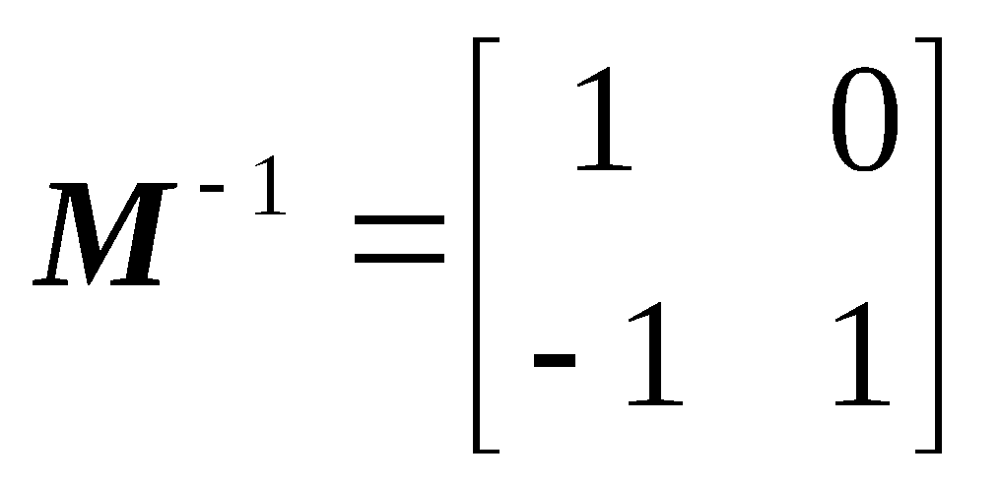 M⁻¹ = [ 1 0
-1 1 ]